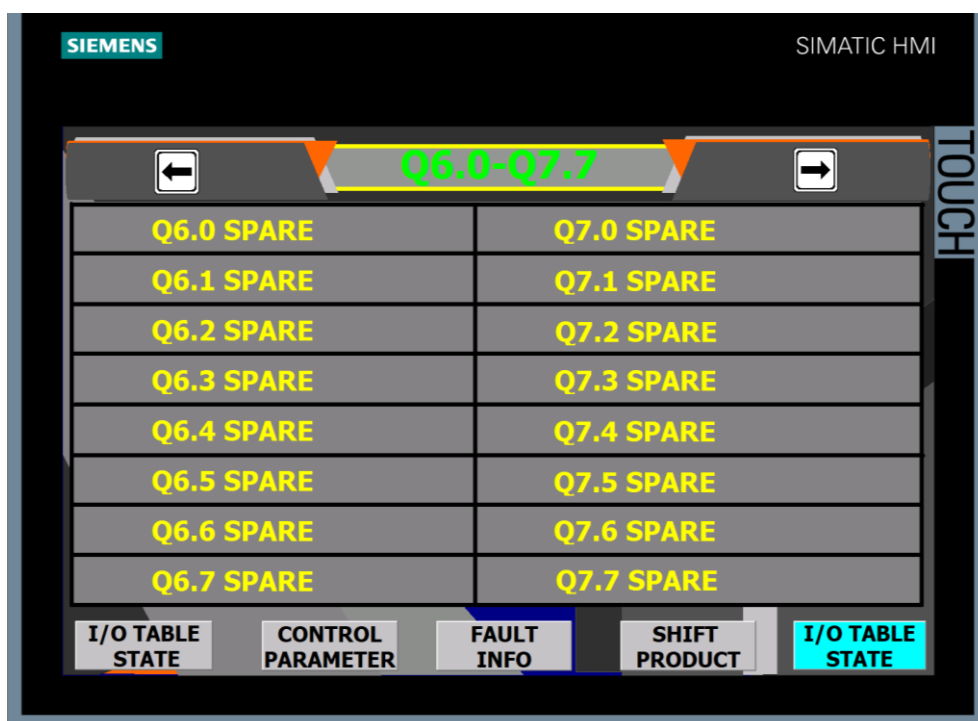 SIEMENS
SIMATIC HMI
TOUCH
Q6.0-Q7.7
Q6.0 SPARE
Q7.0 SPARE
Q6.1 SPARE
Q7.1 SPARE
Q6.2 SPARE
Q7.2 SPARE
Q6.3 SPARE
Q7.3 SPARE
Q6.4 SPARE
Q7.4 SPARE
Q6.5 SPARE
Q7.5 SPARE
Q6.6 SPARE
Q7.6 SPARE
Q6.7 SPARE
Q7.7 SPARE
I/O TABLE
STATE
CONTROL
PARAMETER
FAULT
INFO
SHIFT
PRODUCT
I/O TABLE
STATE